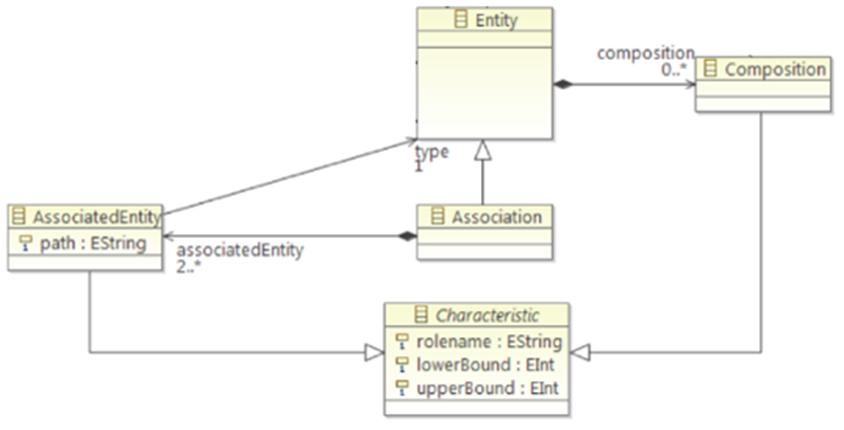 Entity
composition
0..*
Composition
type
1
AssociatedEntity
path : EString
Association
associatedEntity
2..*
Characteristic
rolename : EString
lowerBound : EInt
upperBound : EInt